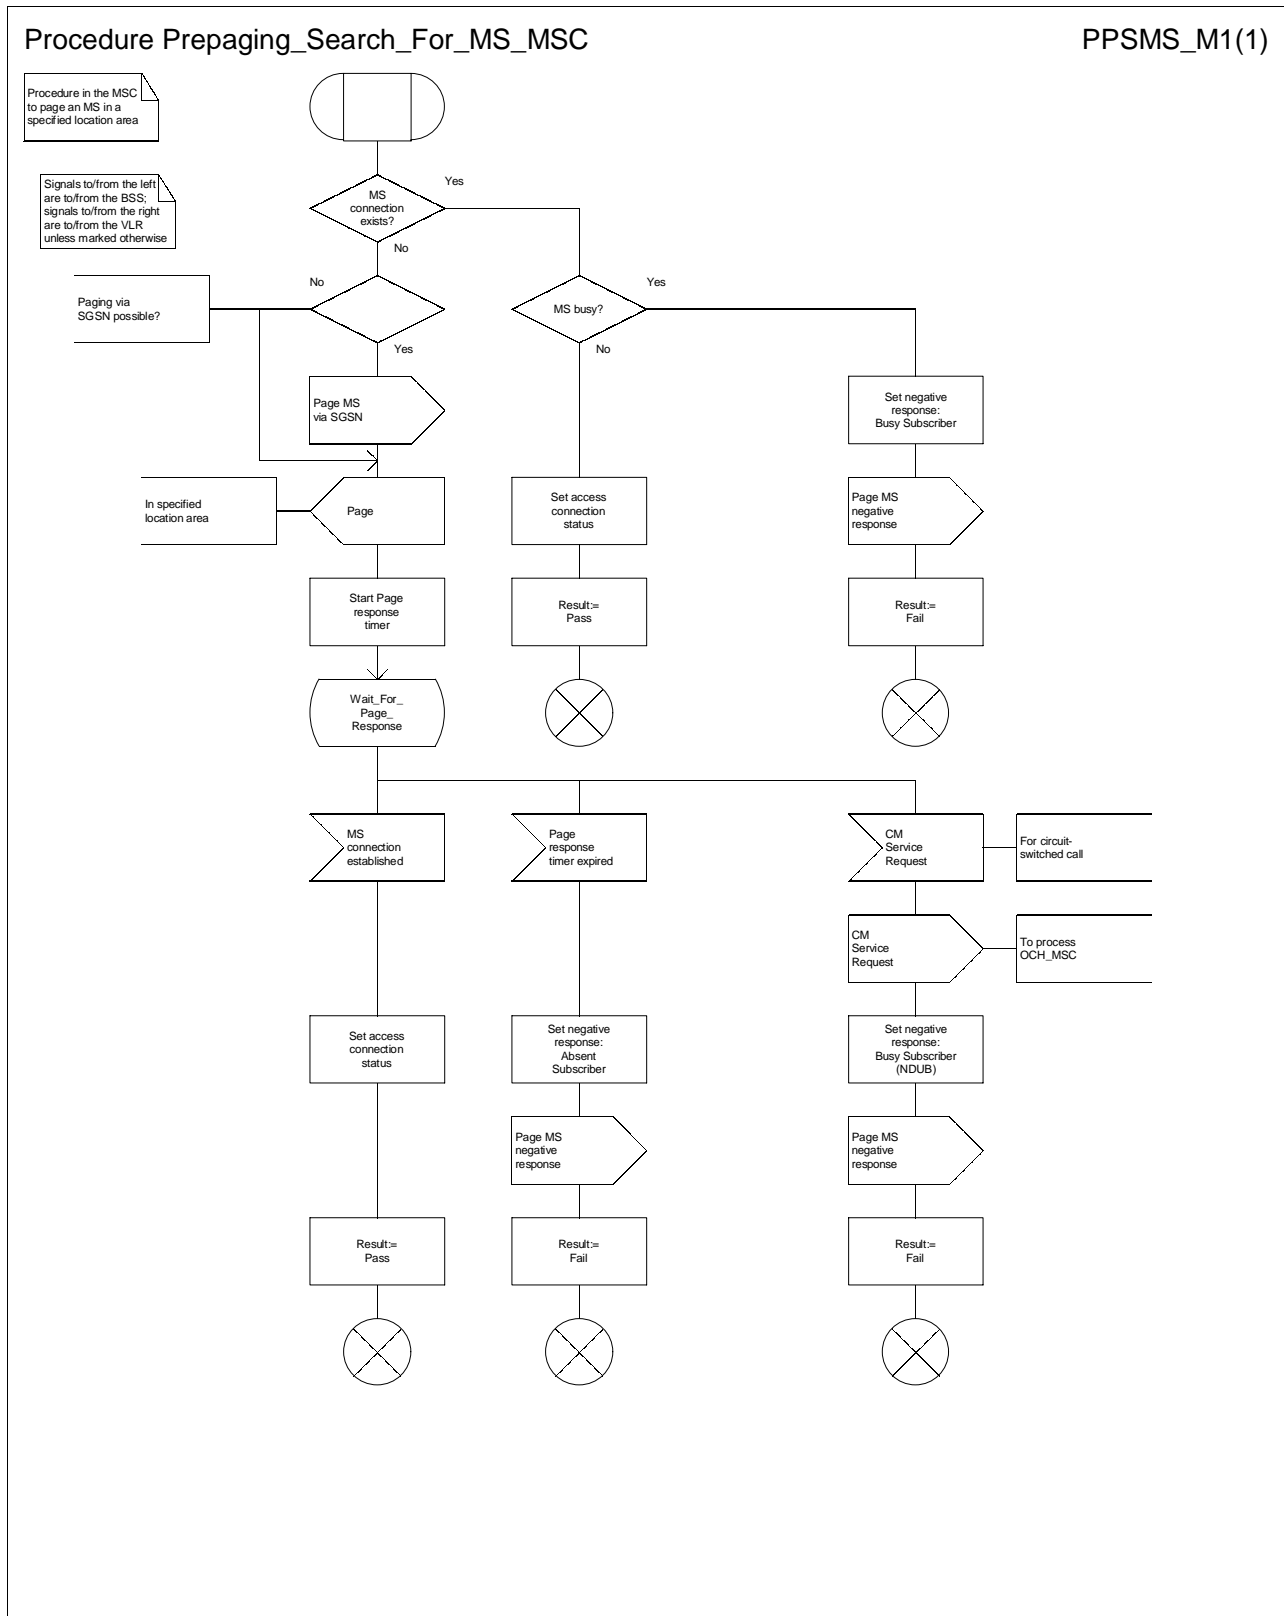 Procedure Prepaging_Search_For_MS_MSC
PPSMS_M1(1)
Procedure in the MSC
to page an MS in a
specified location area
Signals to/from the left
are to/from the BSS;
signals to/from the right
are to/from the VLR
unless marked otherwise
MS
connection
exists?
Yes
No
Paging via
SGSN possible?
No
Yes
MS busy?
Yes
No
Page MS
via SGSN
Set negative
response:
Busy Subscriber
In specified
location area
Page
Set access
connection
status
Page MS
negative
response
Start Page
response
timer
Result:=
Pass
Result:=
Fail
Wait_For_
Page_
Response
MS
connection
established
Page
response
timer expired
CM
Service
Request
For circuit-
switched call
CM
Service
Request
To process
OCH_MSC
Set access
connection
status
Set negative
response:
Absent
Subscriber
Set negative
response:
Busy Subscriber
(NDUB)
Page MS
negative
response
Page MS
negative
response
Result:=
Pass
Result:=
Fail
Result:=
Fail